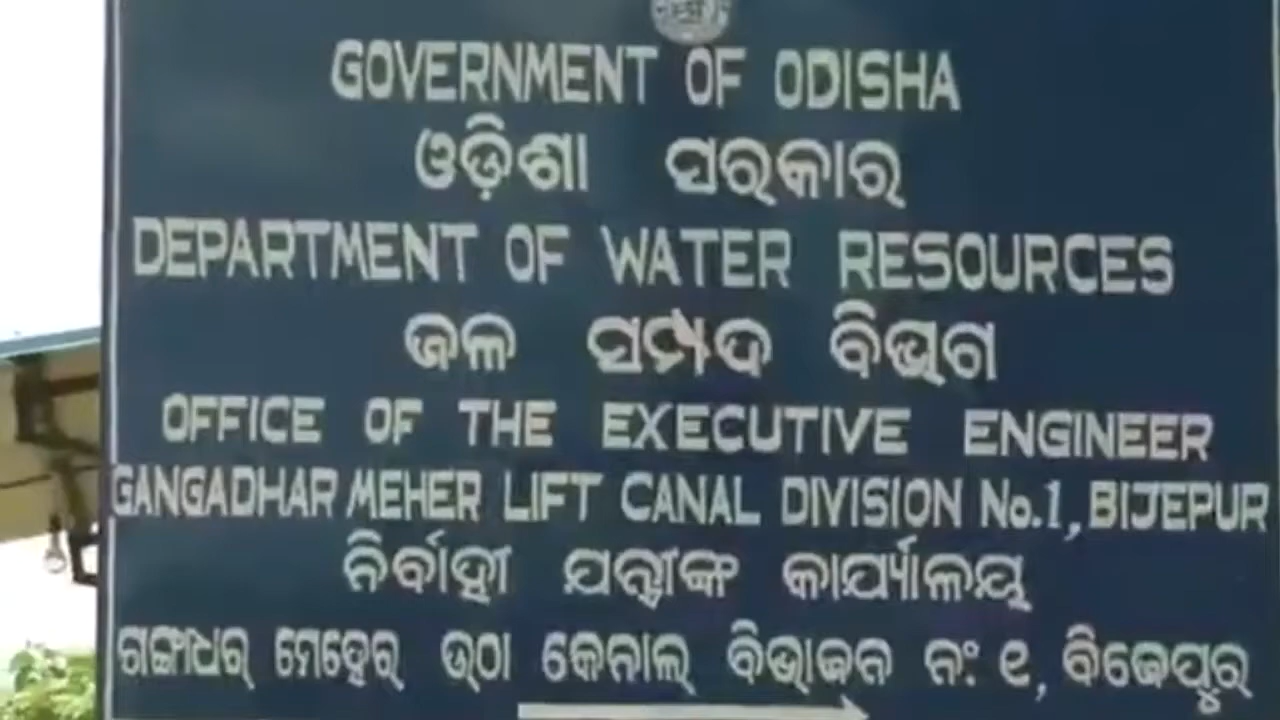 GOVERNMENT OF ODISHA
ଓଡ଼ିଶା ସରକାର
DEPARTMENT OF WATER RESOURCES
ଜଳ ସମ୍ପଦ ବିଭାଗ
OFFICE OF THE EXECUTIVE ENGINEER
GANGADHAR MEHER LIFT CANAL DIVISION No.1, BIJEPUR
ନିର୍ବାହୀ ଯନ୍ତ୍ରୀଙ୍କ କାର୍ଯ୍ୟାଳୟ
ଗଙ୍ଗାଧର୍ ମେହେର୍ ଉଠା କେନାଲ୍ ବିଭାଜନ ନଂ ୧, ବିଜେପୁର୍